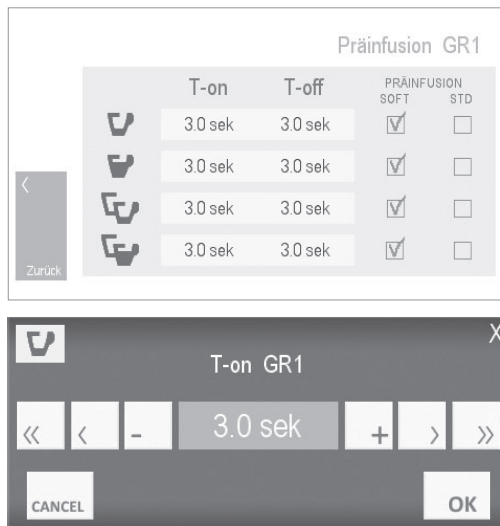 Präinfusion GR1
T-on T-off PRÄINFUSION
SOFT STD
3.0 sek 3.0 sek
3.0 sek 3.0 sek
3.0 sek 3.0 sek
3.0 sek 3.0 sek
<
Zurück
X
T-on GR1
« < - 3.0 sek + > »
CANCEL OK